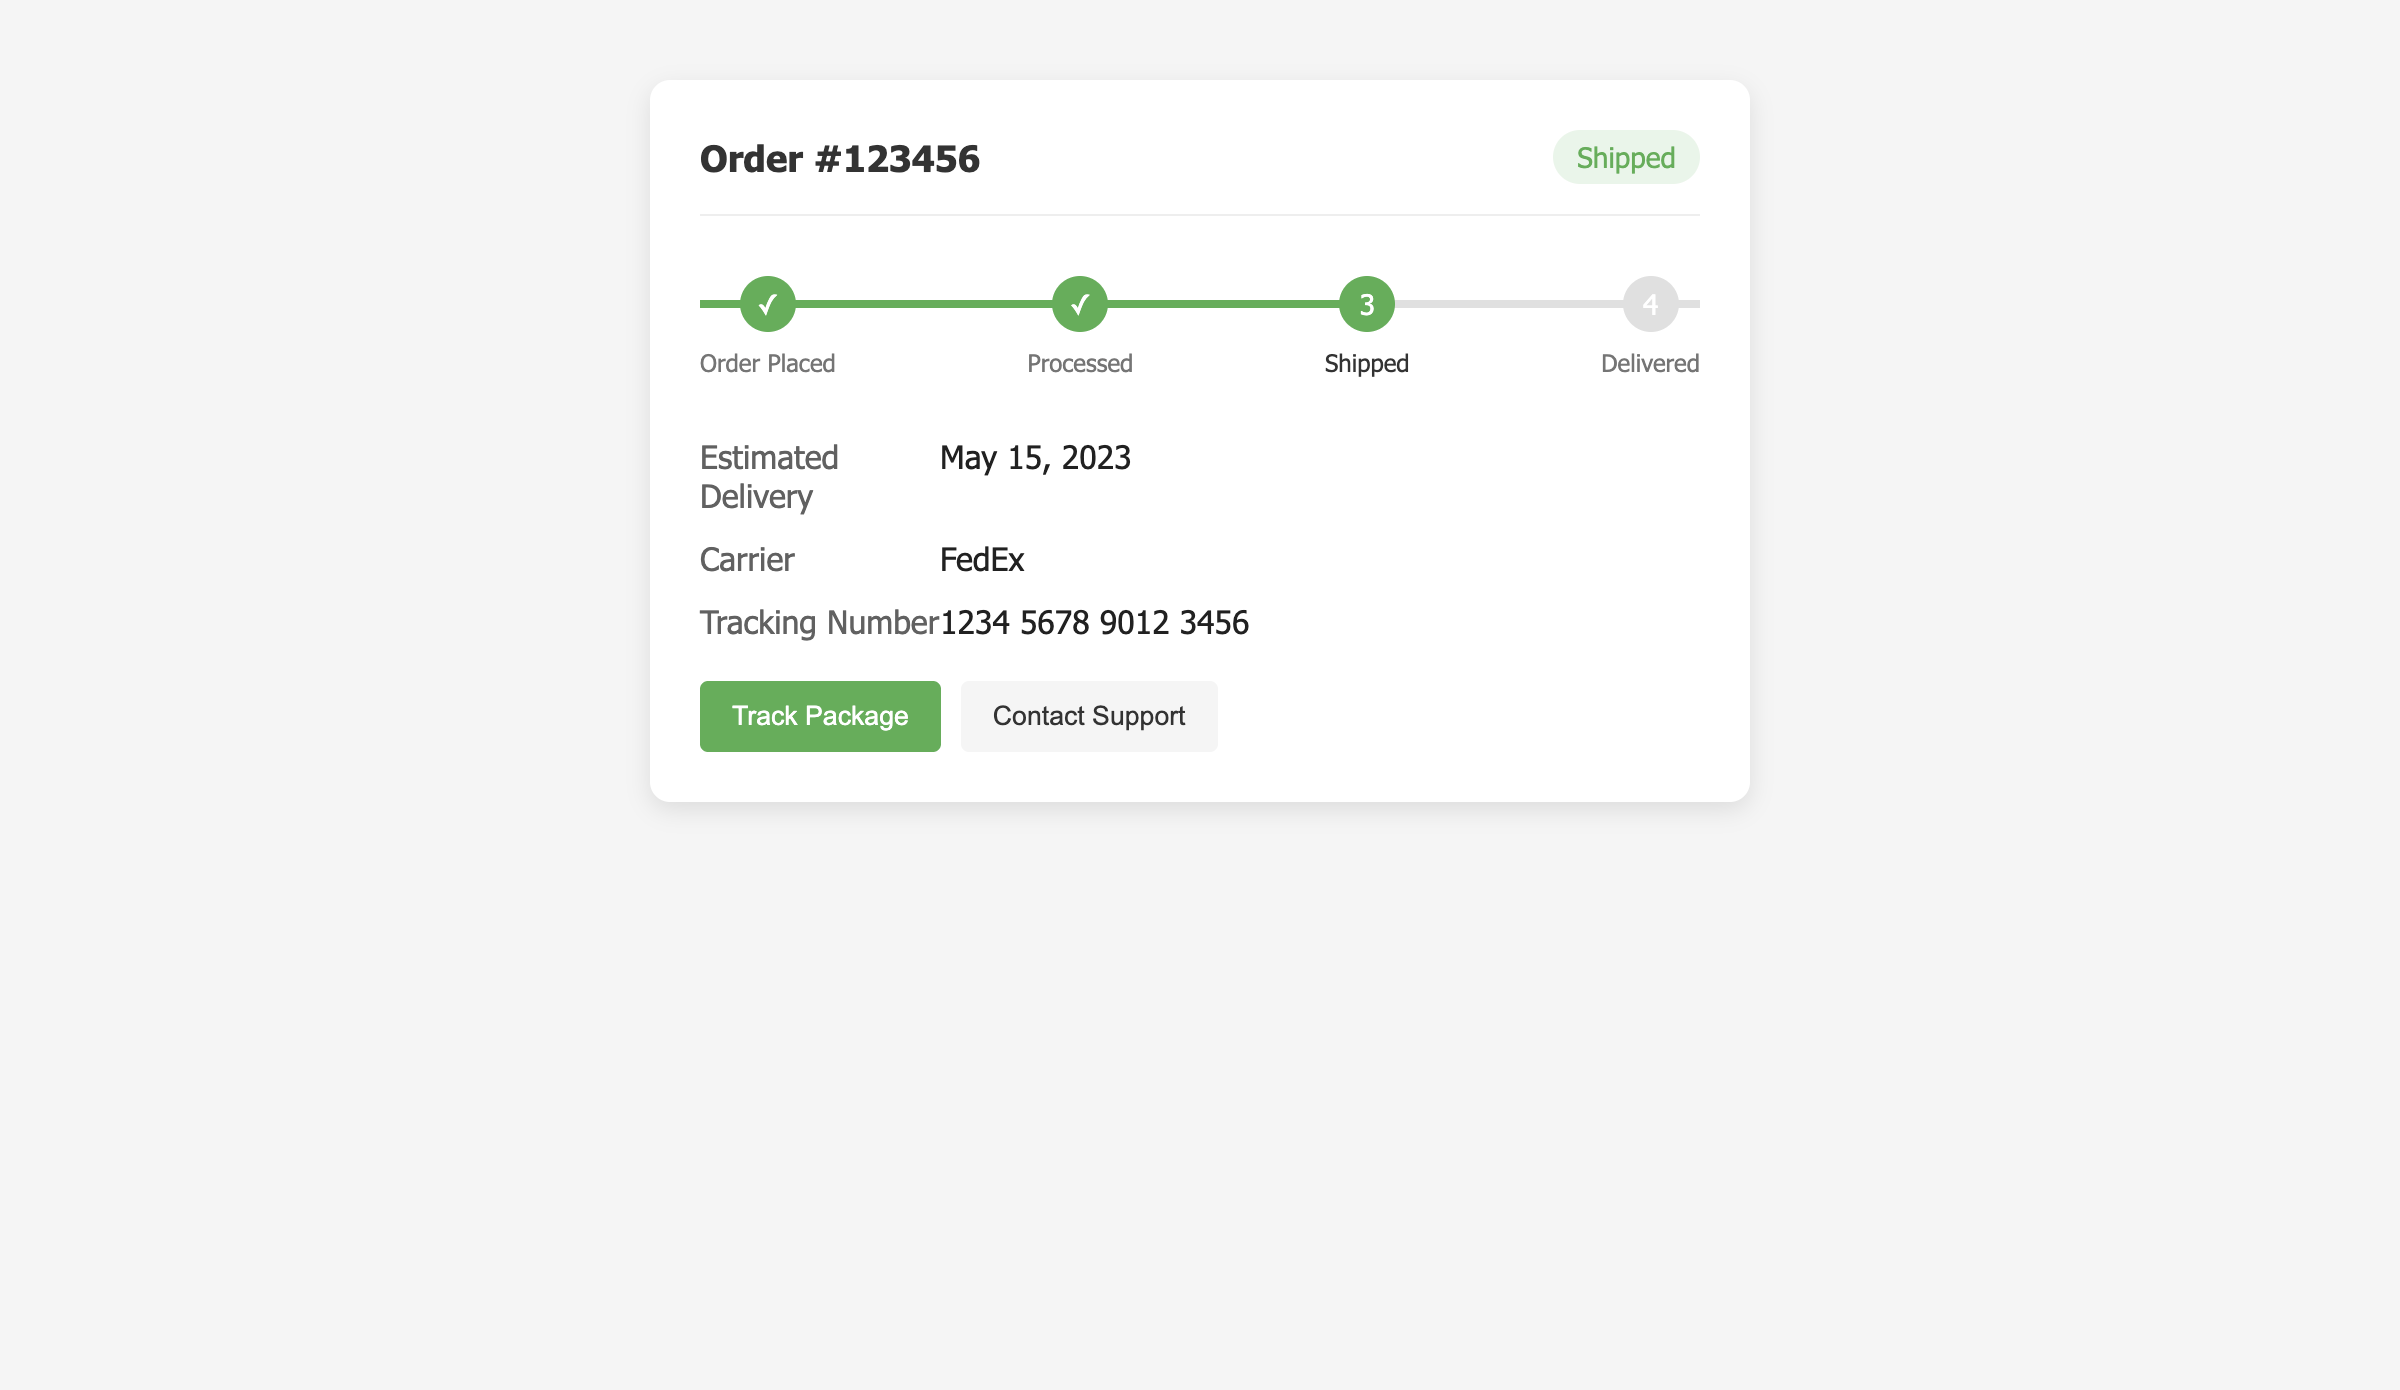 Order #123456
Shipped
✓ ✓ 3 4
Order Placed Processed Shipped Delivered
Estimated May 15, 2023
Delivery
Carrier FedEx
Tracking Number 1234 5678 9012 3456
Track Package Contact Support